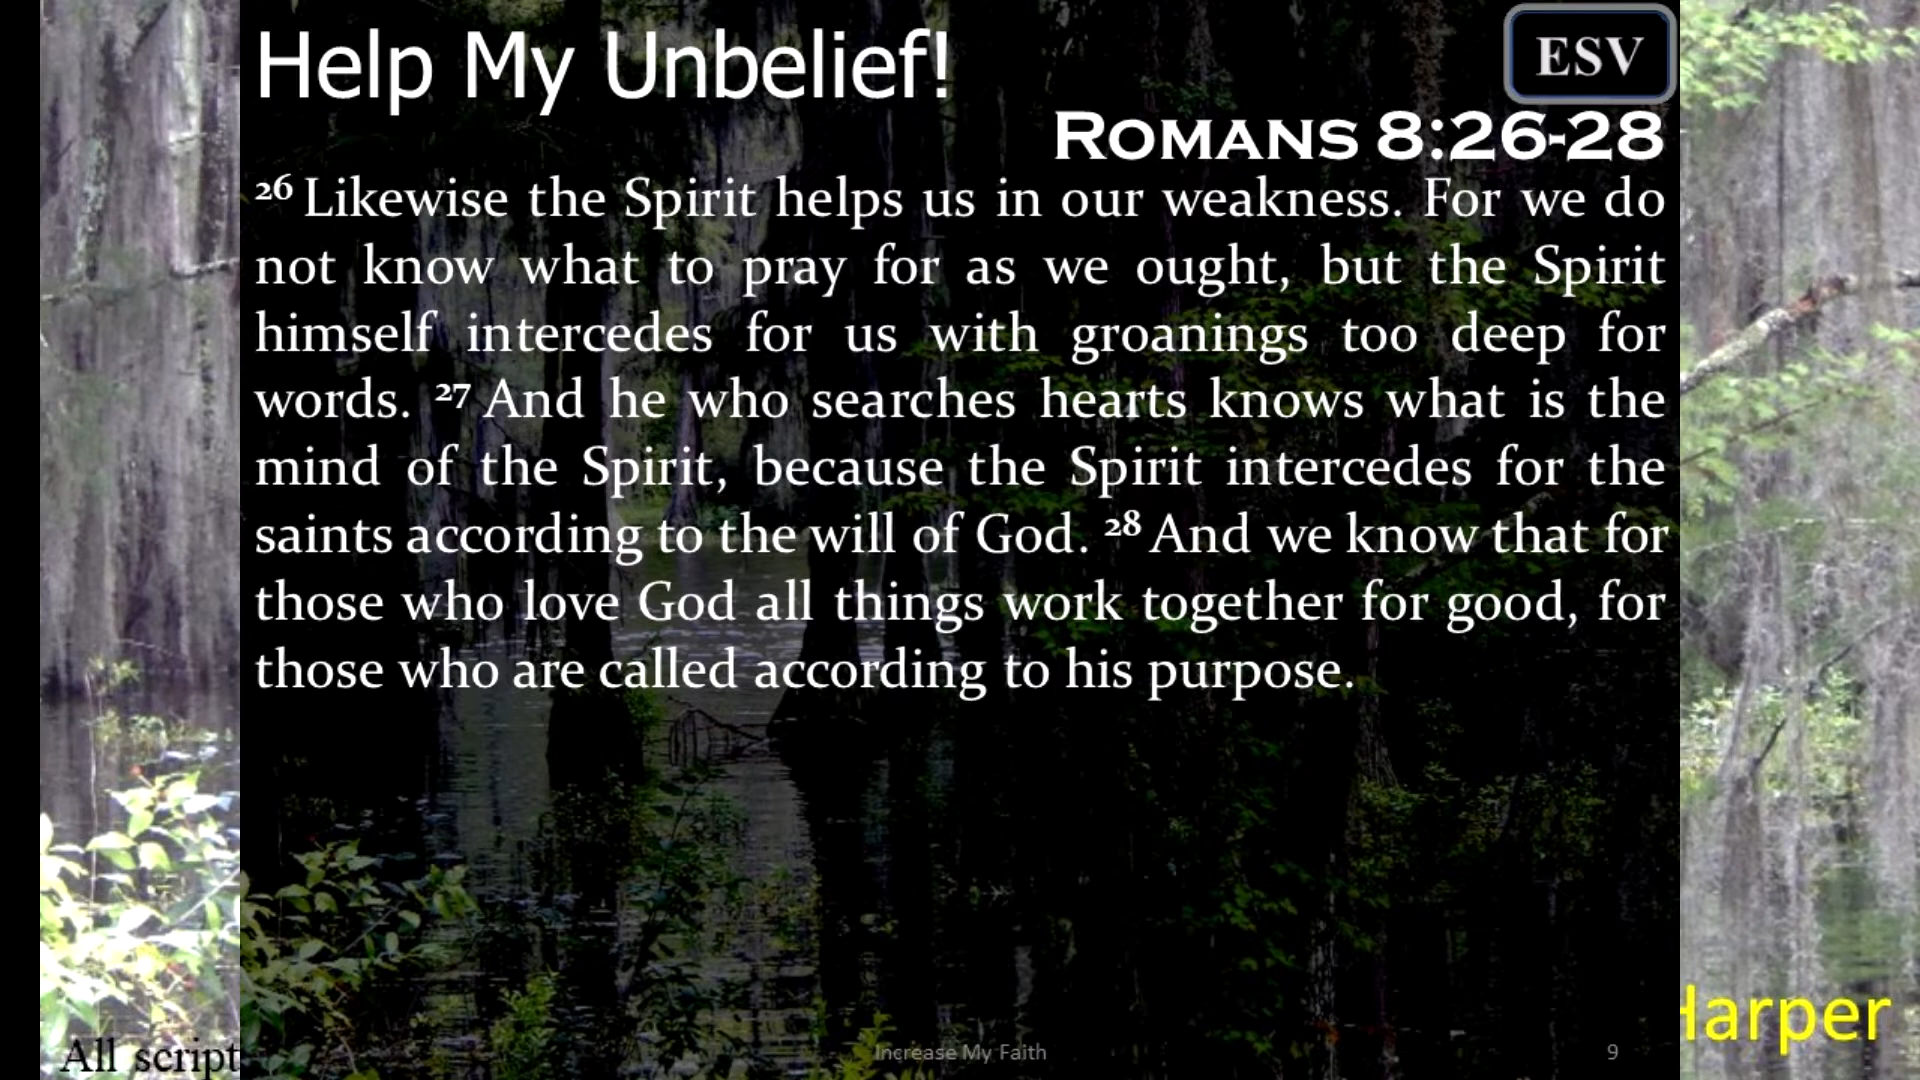 Help My Unbelief!
ESV
Romans 8:26-28
26 Likewise the Spirit helps us in our weakness. For we do
not know what to pray for as we ought, but the Spirit
himself intercedes for us with groanings too deep for
words. 27 And he who searches hearts knows what is the
mind of the Spirit, because the Spirit intercedes for the
saints according to the will of God. 28 And we know that for
those who love God all things work together for good, for
those who are called according to his purpose.
Harper
All script
Increase My Faith
9